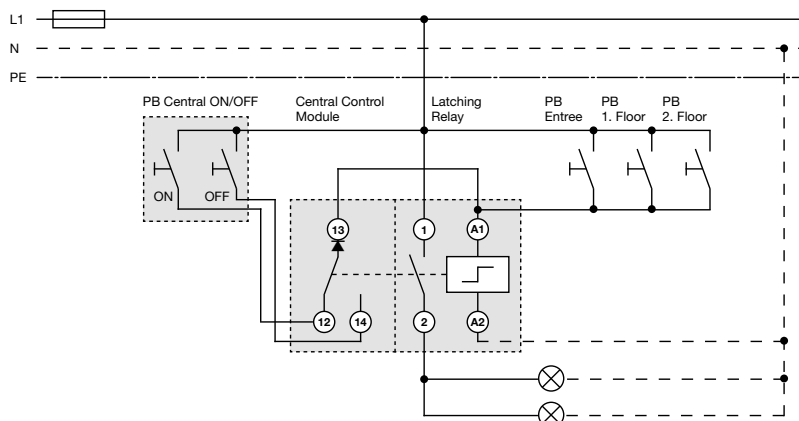 L1
N
PE
PB Central ON/OFF
Central Control
Module
Latching
Relay
PB
Entree
PB
1. Floor
PB
2. Floor
ON
OFF
13
1
A1
12
14
2
A2